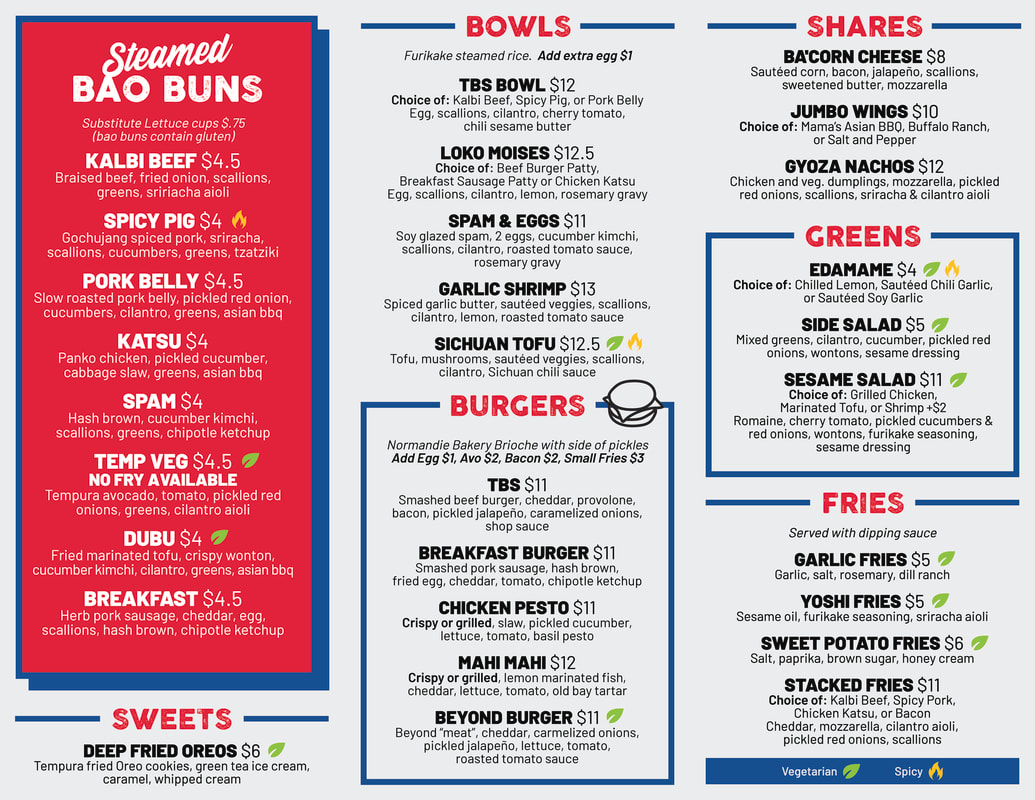 Steamed
BAO BUNS
Substitute Lettuce cups $.75
(bao buns contain gluten)
KALBI BEEF $4.5
Braised beef, fried onion, scallions,
greens, sririacha aioli
SPICY PIG $4
Gochujang spiced pork, sriracha,
scallions, cucumbers, greens, tzatziki
PORK BELLY $4.5
Slow roasted pork belly, pickled red onion,
cucumbers, cilantro, greens, asian bbq
KATSU $4
Panko chicken, pickled cucumber,
cabbage slaw, greens, asian bbq
SPAM $4
Hash brown, cucumber kimchi,
scallions, greens, chipotle ketchup
TEMP VEG $4.5
NO FRY AVAILABLE
Tempura avocado, tomato, pickled red
onions, greens, cilantro aioli
DUBU $4
Fried marinated tofu, crispy wonton,
cucumber kimchi, cilantro, greens, asian bbq
BREAKFAST $4.5
Herb pork sausage, cheddar, egg,
scallions, hash brown, chipotle ketchup
SWEETS
DEEP FRIED OREOS $6
Tempura fried Oreo cookies, green tea ice cream,
caramel, whipped cream
BOWLS
Furikake steamed rice. Add extra egg $1
TBS BOWL $12
Choice of: Kalbi Beef, Spicy Pig, or Pork Belly
Egg, scallions, cilantro, cherry tomato,
chili sesame butter
LOKO MOISES $12.5
Choice of: Beef Burger Patty,
Breakfast Sausage Patty or Chicken Katsu
Egg, scallions, cilantro, lemon, rosemary gravy
SPAM & EGGS $11
Soy glazed spam, 2 eggs, cucumber kimchi,
scallions, cilantro, roasted tomato sauce,
rosemary gravy
GARLIC SHRIMP $13
Spiced garlic butter, sautéed veggies, scallions,
cilantro, lemon, roasted tomato sauce
SICHUAN TOFU $12.5
Tofu, mushrooms, sautéed veggies, scallions,
cilantro, Sichuan chili sauce
BURGERS
Normandie Bakery Brioche with side of pickles
Add Egg $1, Avo $2, Bacon $2, Small Fries $3
TBS $11
Smashed beef burger, cheddar, provolone,
bacon, pickled jalapeño, caramelized onions,
shop sauce
BREAKFAST BURGER $11
Smashed pork sausage, hash brown,
fried egg, cheddar, tomato, chipotle ketchup
CHICKEN PESTO $11
Crispy or grilled, slaw, pickled cucumber,
lettuce, tomato, basil pesto
MAHI MAHI $12
Crispy or grilled, lemon marinated fish,
cheddar, lettuce, tomato, old bay tartar
BEYOND BURGER $11
Beyond “meat”, cheddar, carmelized onions,
pickled jalapeño, lettuce, tomato,
roasted tomato sauce
SHARES
BA'CORN CHEESE $8
Sautéed corn, bacon, jalapeño, scallions,
sweetened butter, mozzarella
JUMBO WINGS $10
Choice of: Mama's Asian BBQ, Buffalo Ranch,
or Salt and Pepper
GYOZA NACHOS $12
Chicken and veg. dumplings, mozzarella, pickled
red onions, scallions, sriracha & cilantro aioli
GREENS
EDAMAME $4
Choice of: Chilled Lemon, Sautéed Chili Garlic,
or Sautéed Soy Garlic
SIDE SALAD $5
Mixed greens, cilantro, cucumber, pickled red
onions, wontons, sesame dressing
SESAME SALAD $11
Choice of: Grilled Chicken,
Marinated Tofu, or Shrimp +$2
Romaine, cherry tomato, pickled cucumbers &
red onions, wontons, furikake seasoning,
sesame dressing
FRIES
Served with dipping sauce
GARLIC FRIES $5
Garlic, salt, rosemary, dill ranch
YOSHI FRIES $5
Sesame oil, furikake seasoning, sriracha aioli
SWEET POTATO FRIES $6
Salt, paprika, brown sugar, honey cream
STACKED FRIES $11
Choice of: Kalbi Beef, Spicy Pork,
Chicken Katsu, or Bacon
Cheddar, mozzarella, cilantro aioli,
pickled red onions, scallions
Vegetarian Spicy